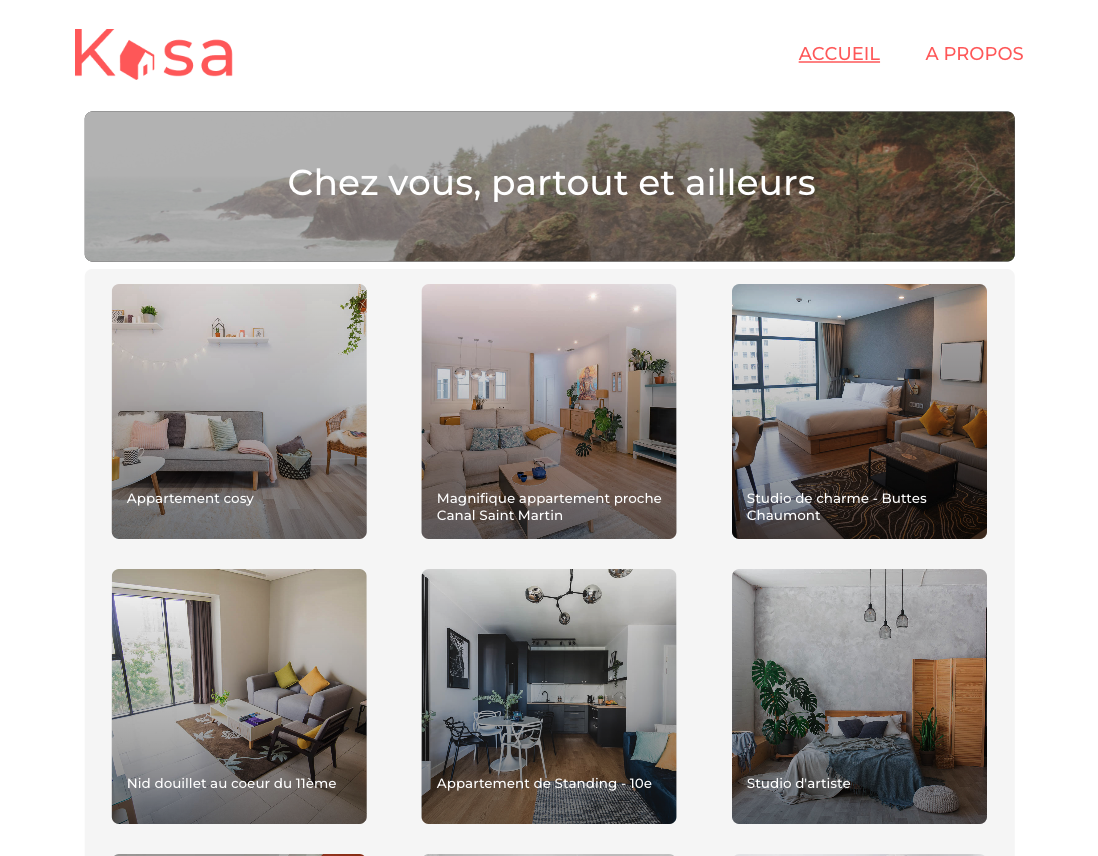 Kasa
ACCUEIL
A PROPOS
Chez vous, partout et ailleurs
Appartement cosy
Magnifique appartement proche
Canal Saint Martin
Studio de charme - Buttes
Chaumont
Nid douillet au coeur du 11ème
Appartement de Standing - 10e
Studio d'artiste